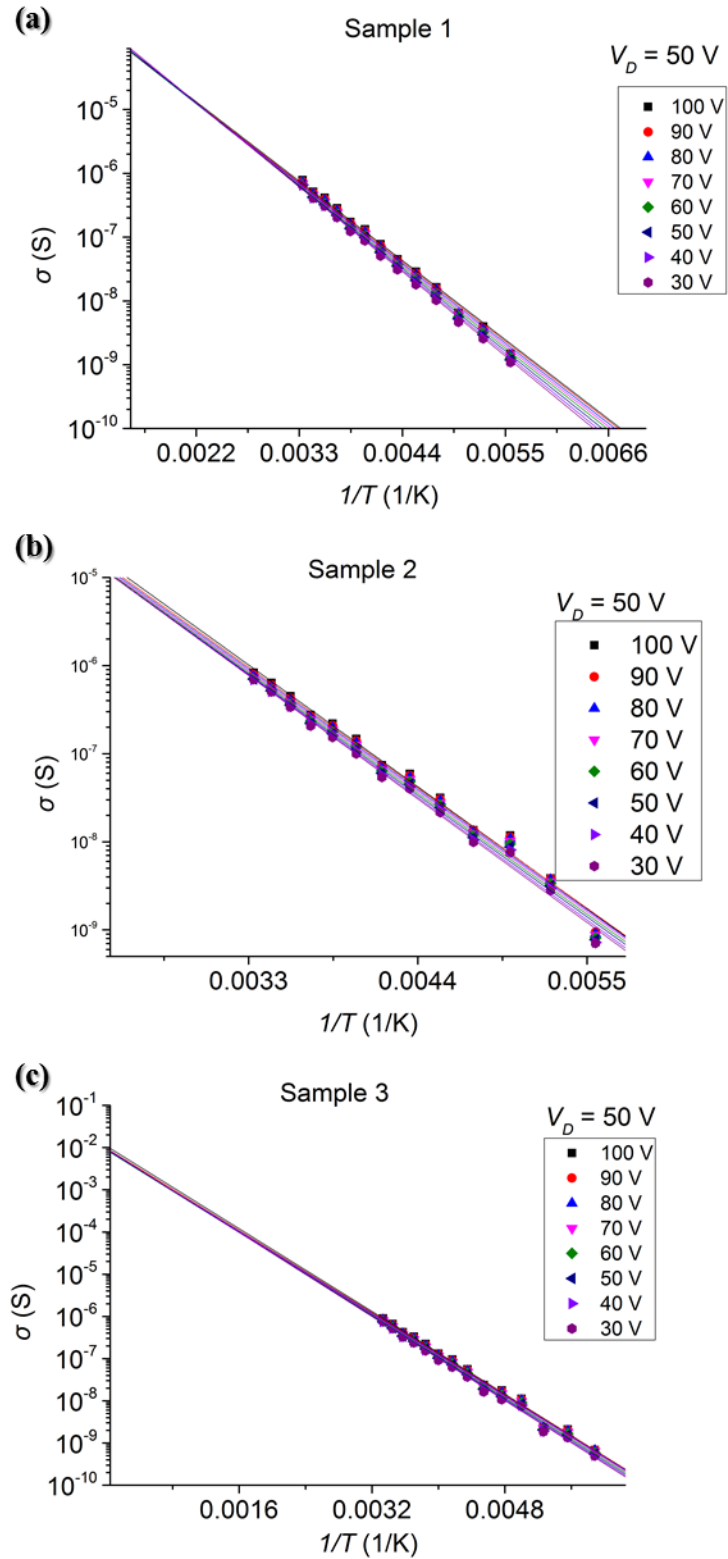 (a)
Sample 1
V_D = 50 V
100 V
90 V
80 V
70 V
60 V
50 V
40 V
30 V
10⁻⁵
10⁻⁶
10⁻⁷
10⁻⁸
10⁻⁹
10⁻¹⁰
σ (S)
0.0022 0.0033 0.0044 0.0055 0.0066
1/T (1/K)
(b)
Sample 2
V_D = 50 V
100 V
90 V
80 V
70 V
60 V
50 V
40 V
30 V
10⁻⁵
10⁻⁶
10⁻⁷
10⁻⁸
10⁻⁹
σ (S)
0.0033 0.0044 0.0055
1/T (1/K)
(c)
Sample 3
V_D = 50 V
100 V
90 V
80 V
70 V
60 V
50 V
40 V
30 V
10⁻¹
10⁻²
10⁻³
10⁻⁴
10⁻⁵
10⁻⁶
10⁻⁷
10⁻⁸
10⁻⁹
10⁻¹⁰
σ (S)
0.0016 0.0032 0.0048
1/T (1/K)